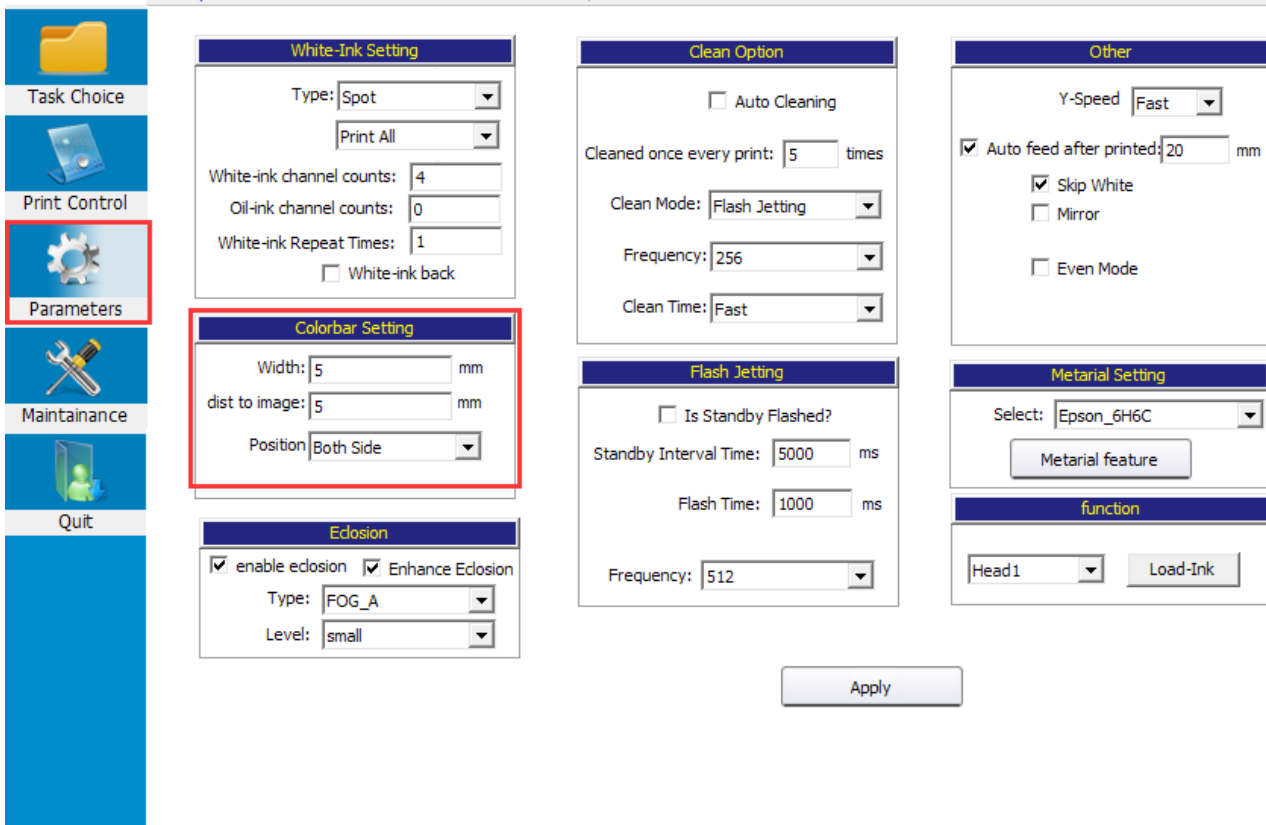 Task Choice
Print Control
Parameters
Maintainance
Quit
White-Ink Setting
Type: Spot
Print All
White-ink channel counts: 4
Oil-ink channel counts: 0
White-ink Repeat Times: 1
White-ink back
Colorbar Setting
Width: 5 mm
dist to image: 5 mm
Position Both Side
Eclosion
enable eclosion Enhance Eclosion
Type: FOG_A
Level: small
Clean Option
Auto Cleaning
Cleaned once every print: 5 times
Clean Mode: Flash Jetting
Frequency: 256
Clean Time: Fast
Flash Jetting
Is Standby Flashed?
Standby Interval Time: 5000 ms
Flash Time: 1000 ms
Frequency: 512
Other
Y-Speed Fast
Auto feed after printed: 20 mm
Skip White
Mirror
Even Mode
Metarial Setting
Select: Epson_6H6C
Metarial feature
function
Head1 Load-Ink
Apply